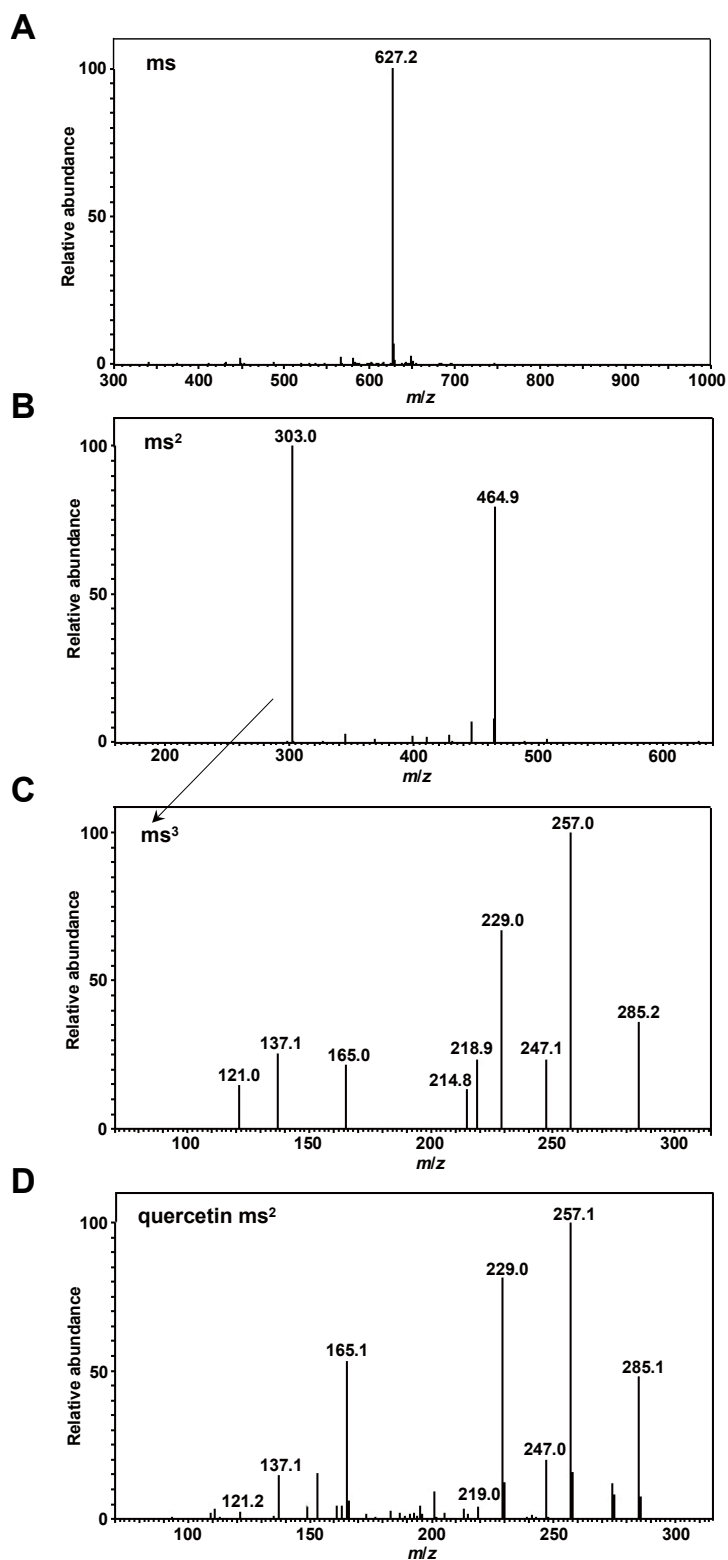 A
ms
627.2
100
50
0
Relative abundance
300 400 500 600 700 800 900 1000
m/z
B
ms²
303.0
464.9
100
50
0
Relative abundance
200 300 400 500 600
m/z
C
ms³
257.0
229.0
285.2
137.1
165.0
218.9
247.1
121.0
214.8
100
50
0
Relative abundance
100 150 200 250 300
m/z
D
quercetin ms²
257.1
229.0
165.1
285.1
137.1
247.0
219.0
121.2
100
50
0
Relative abundance
100 150 200 250 300
m/z